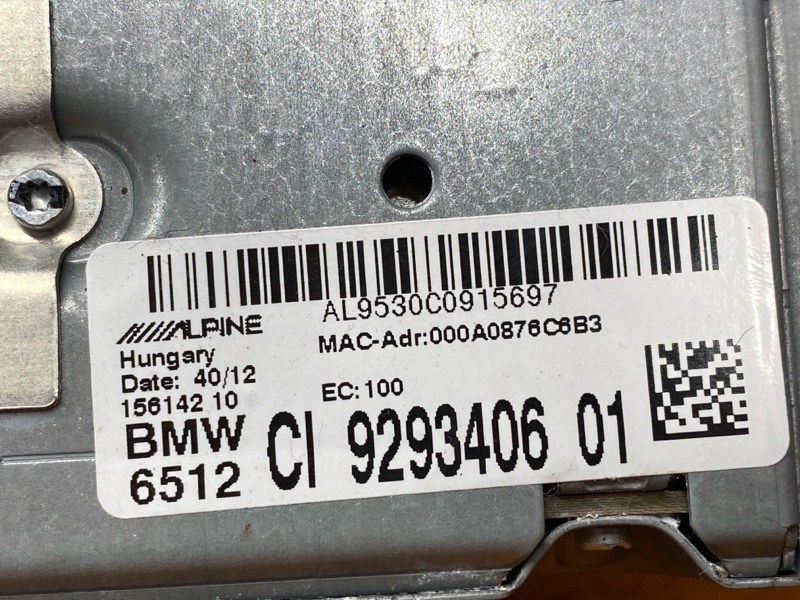 AL9530C0915697
ALPINE
MAC-Adr:000A0876C6B3
Hungary
Date: 40/12
EC:100
156142 10
BMW CI 9293406 01
6512